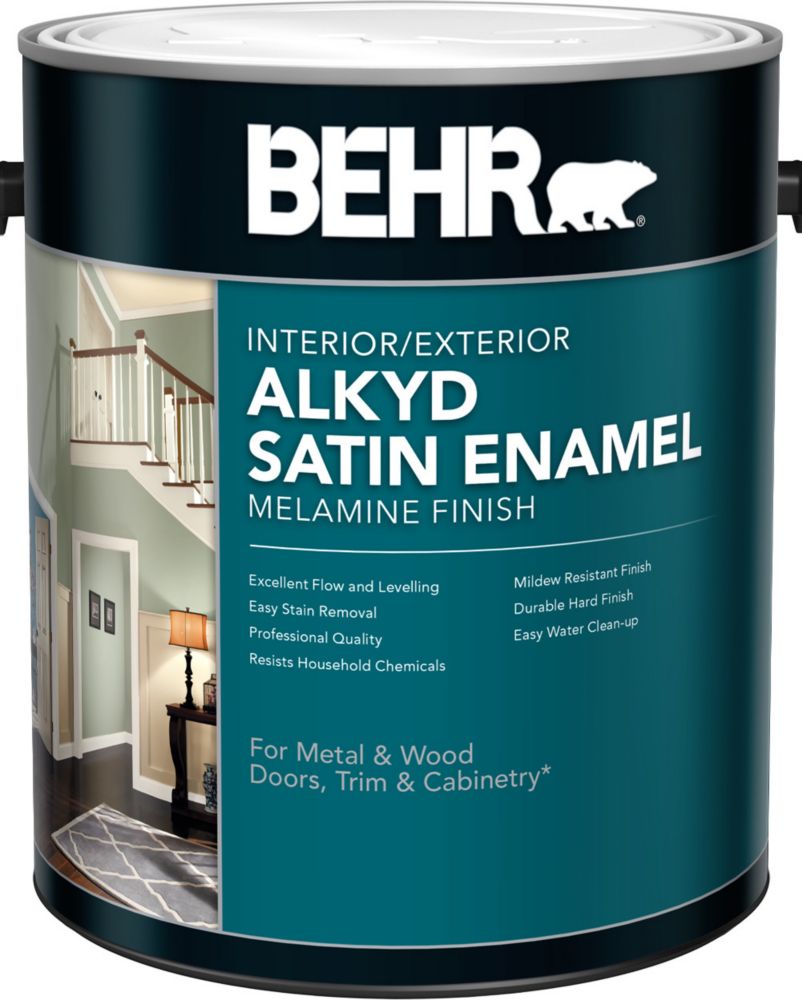 BEHR®
INTERIOR/EXTERIOR
ALKYD
SATIN ENAMEL
MELAMINE FINISH
Excellent Flow and Levelling
Easy Stain Removal
Professional Quality
Resists Household Chemicals
Mildew Resistant Finish
Durable Hard Finish
Easy Water Clean-up
For Metal & Wood
Doors, Trim & Cabinetry*